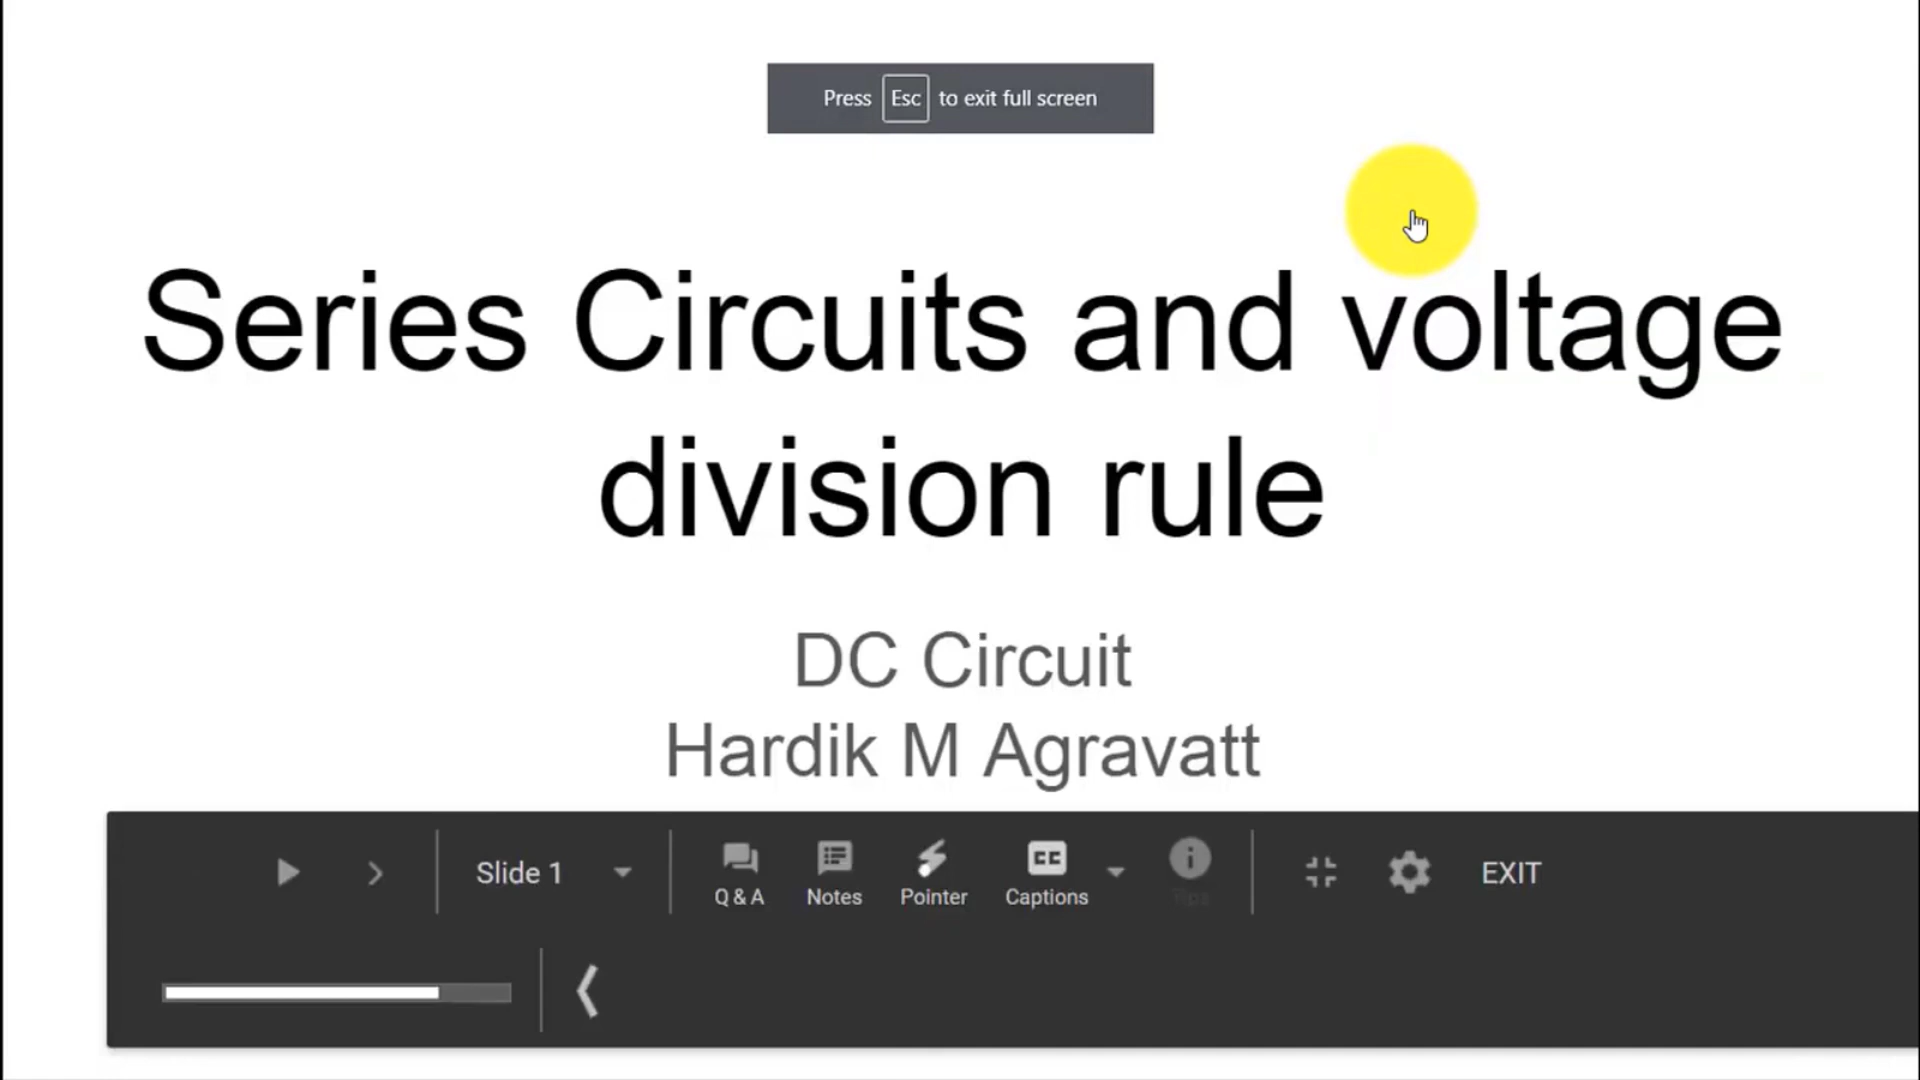 Press Esc to exit full screen
Series Circuits and voltage
division rule
DC Circuit
Hardik M Agravatt
Slide 1
Q & A Notes Pointer Captions Tips
EXIT